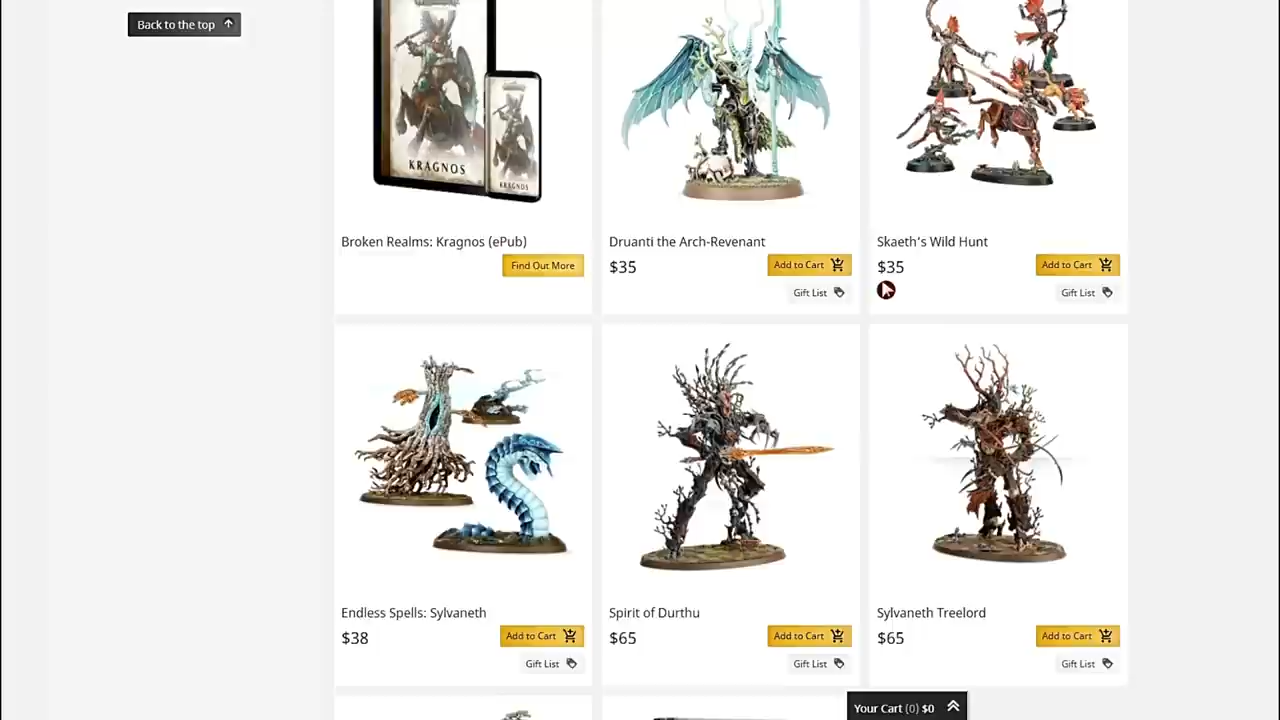 Back to the top
KRAGNOS
KRAGNOS
Broken Realms: Kragnos (ePub)
Find Out More
Druanti the Arch-Revenant
$35
Add to Cart
Gift List
Skaeth's Wild Hunt
$35
Add to Cart
Gift List
Endless Spells: Sylvaneth
$38
Add to Cart
Gift List
Spirit of Durthu
$65
Add to Cart
Gift List
Sylvaneth Treelord
$65
Add to Cart
Gift List
Your Cart (0) $0